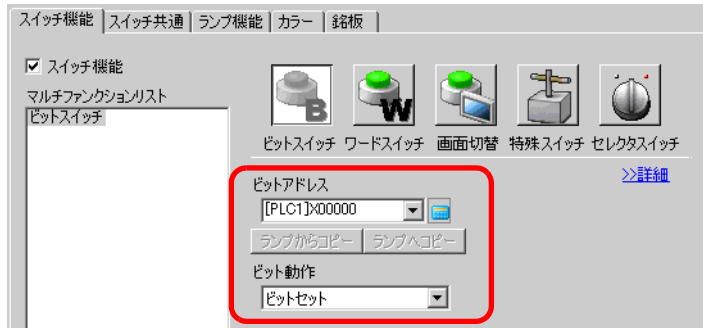 スイッチ機能 スイッチ共通 ランプ機能 カラー 銘板
スイッチ機能
マルチファンクションリスト
ビットスイッチ
B W
ビットスイッチ ワードスイッチ 画面切替 特殊スイッチ セレクタスイッチ
>>詳細
ビットアドレス
[PLC1]X00000
ランプからコピー ランプへコピー
ビット動作
ビットセット